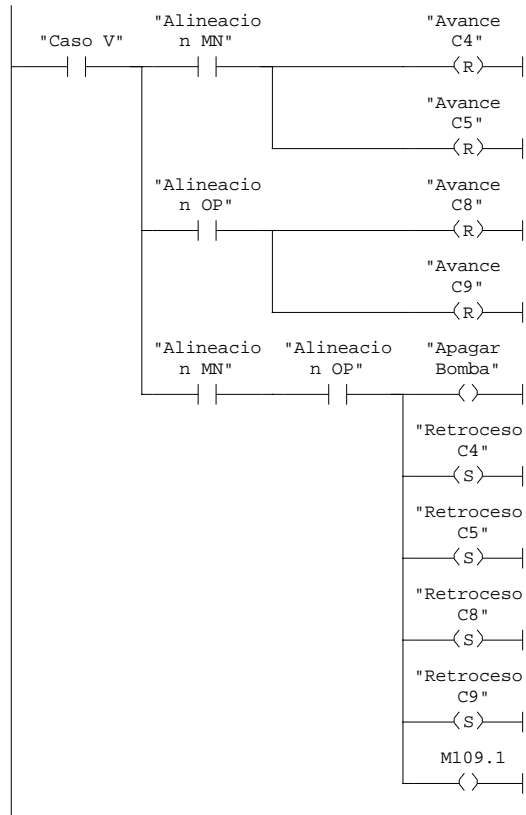 "Alineacio "Avance
"Caso V" n MN" C4"
R
"Avance
C5"
R
"Alineacio "Avance
n OP" C8"
R
"Avance
C9"
R
"Alineacio "Alineacio "Apagar
n MN" n OP" Bomba"
"Retroceso
C4"
S
"Retroceso
C5"
S
"Retroceso
C8"
S
"Retroceso
C9"
S
M109.1